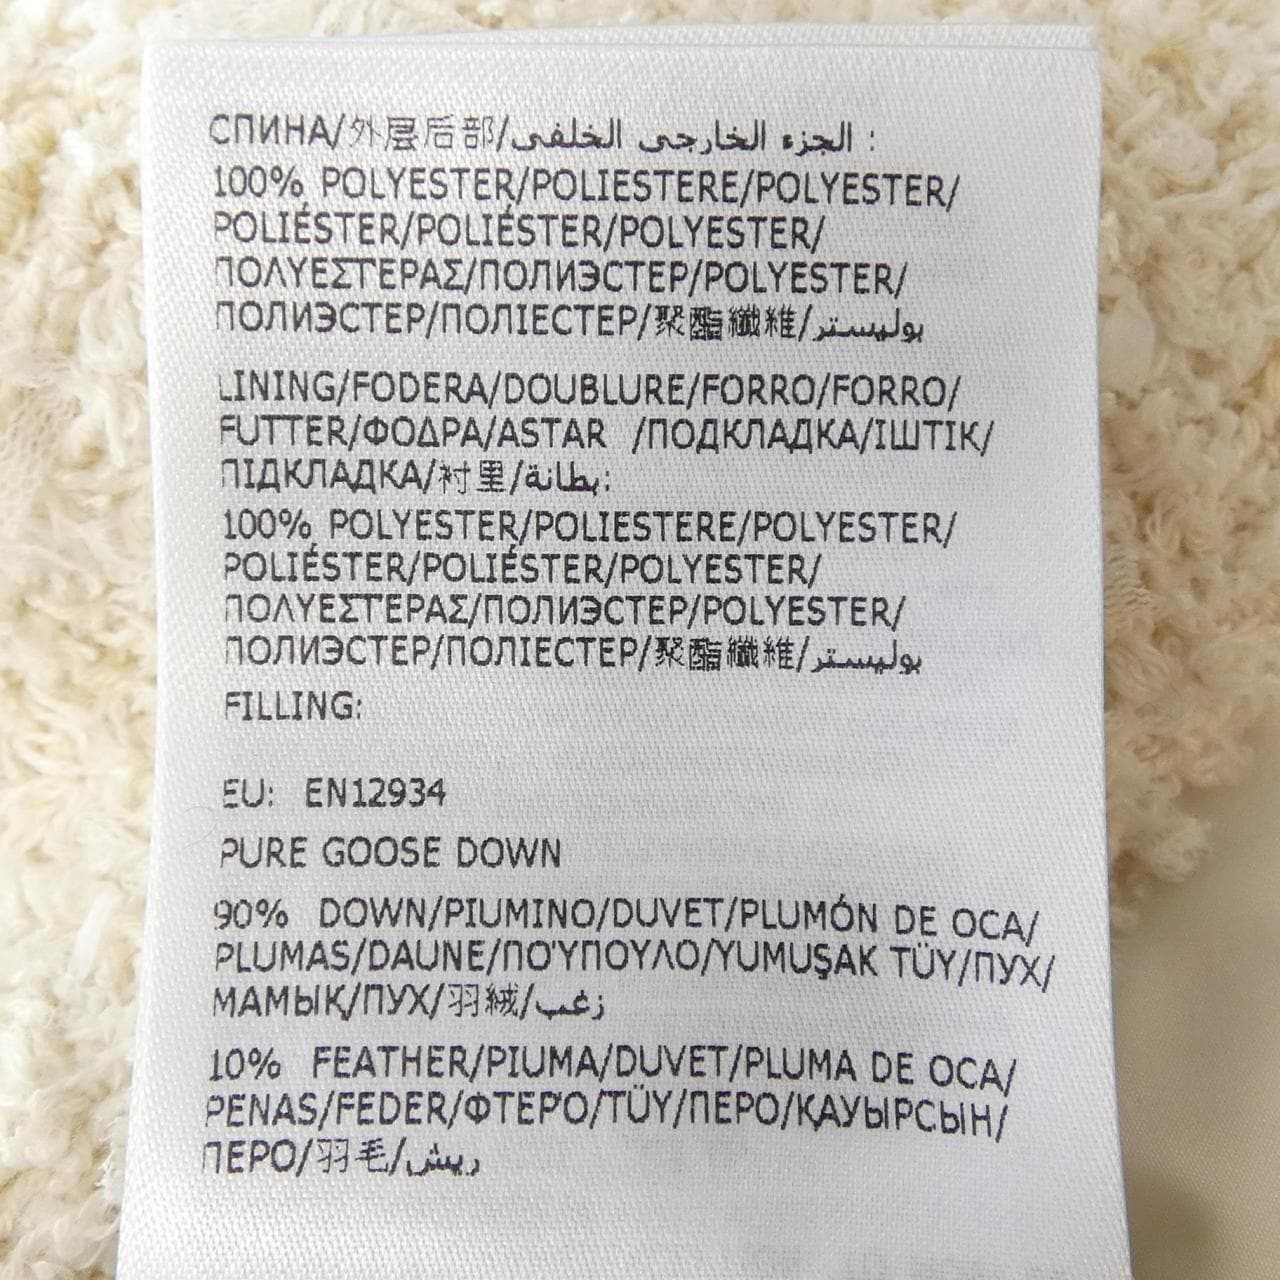 СПИНА/外层后部/الجزء الخارجى الخلفى :
100% POLYESTER/POLIESTERE/POLYESTER/
POLIÉSTER/POLIÉSTER/POLYESTER/
ΠΟΛΥΕΣΤΕΡΑΣ/ПОЛИЭСТЕР/POLYESTER/
ПОЛИЭСТЕР/ПОЛІЕСТЕР/聚酯纖維/بوليستر
LINING/FODERA/DOUBLURE/FORRO/FORRO/
FUTTER/ΦΟΔΡΑ/ASTAR /ПОДКЛАДКА/ІШТІК/
ПІДКЛАДКА/衬里/بطانة:
100% POLYESTER/POLIESTERE/POLYESTER/
POLIÉSTER/POLIÉSTER/POLYESTER/
ΠΟΛΥΕΣΤΕΡΑΣ/ПОЛИЭСТЕР/POLYESTER/
ПОЛИЭСТЕР/ПОЛІЕСТЕР/聚酯纖維/بوليستر
FILLING:
EU: EN12934
PURE GOOSE DOWN
90% DOWN/PIUMINO/DUVET/PLUMÓN DE OCA/
PLUMAS/DAUNE/ΠΟΎΠΟΥΛΟ/YUMUŞAK TÜY/ПУХ/
МАМЫҚ/ПУХ/羽絨/زغب
10% FEATHER/PIUMA/DUVET/PLUMA DE OCA/
PENAS/FEDER/ΦΤΕΡΌ/TÜY/ПЕРО/ҚАУЫРСЫН/
ПЕРО/羽毛/ريش